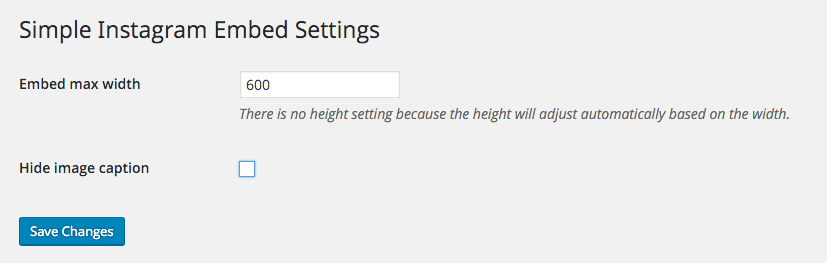 Simple Instagram Embed Settings
Embed max width
600
There is no height setting because the height will adjust automatically based on the width.
Hide image caption
Save Changes